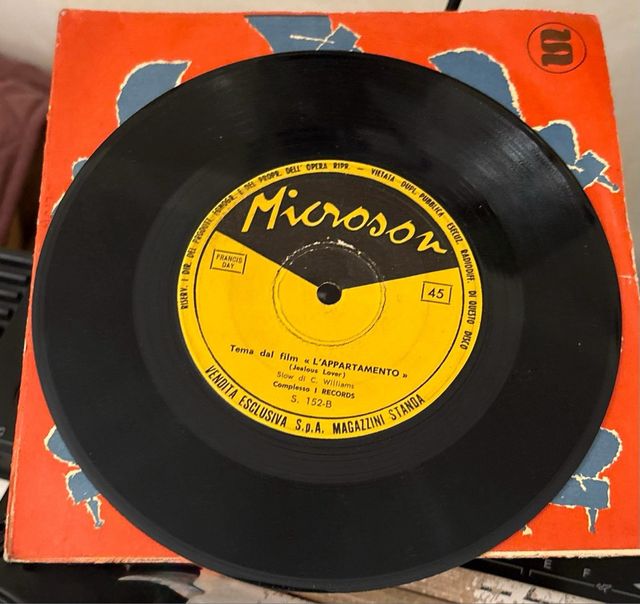 RISERV. I DIR. DEL PRODUTT. FONOGR. E DEL PROPR. DELL' OPERA RIPR. — VIETATA DUPL. PUBBLICA ESECUZ. RADIODIFF. DI QUESTO DISCO
Microson
FRANCIS
DAY
45
Tema dal film « L'APPARTAMENTO »
(Jealous Lover)
Slow di C. Williams
Complesso I RECORDS
S. 152-B
VENDITA ESCLUSIVA S.p.A. MAGAZZINI STANDA
E F